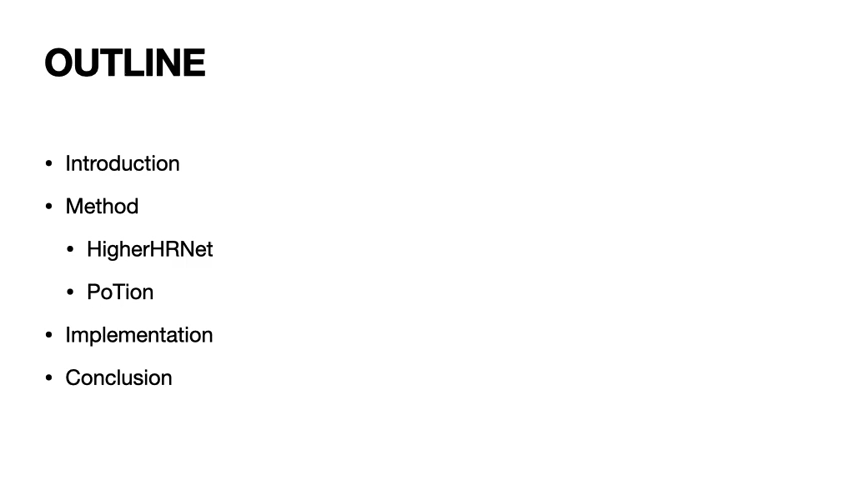 OUTLINE
• Introduction
• Method
• HigherHRNet
• PoTion
• Implementation
• Conclusion